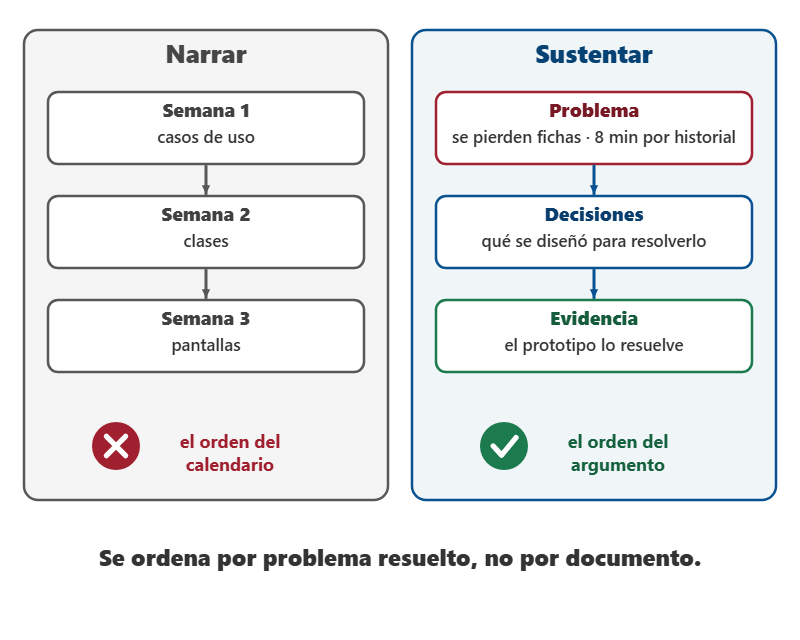 Narrar
Semana 1
casos de uso
Semana 2
clases
Semana 3
pantallas
el orden del
calendario
Sustentar
Problema
se pierden fichas · 8 min por historial
Decisiones
qué se diseñó para resolverlo
Evidencia
el prototipo lo resuelve
el orden del
argumento
Se ordena por problema resuelto, no por documento.